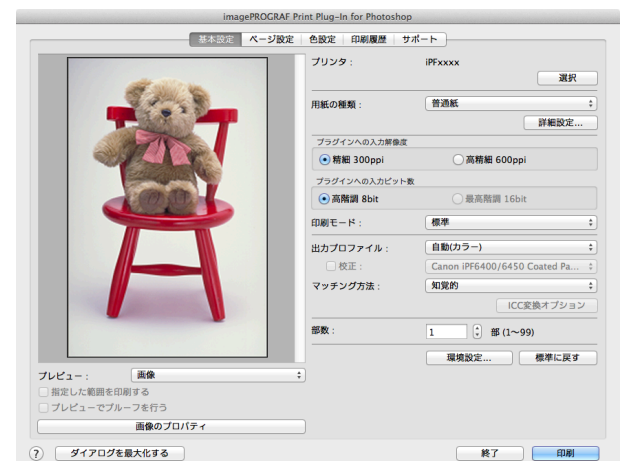 imagePROGRAF Print Plug-In for Photoshop
基本設定 ページ設定 色設定 印刷履歴 サポート
プリンタ： iPFxxxx
選択
用紙の種類： 普通紙
詳細設定...
プラグインへの入力解像度
精細 300ppi 高精細 600ppi
プラグインへの入力ビット数
高階調 8bit 最高階調 16bit
印刷モード： 標準
出力プロファイル： 自動(カラー)
校正： Canon iPF6400/6450 Coated Pa...
マッチング方法： 知覚的
ICC変換オプション
部数： 1 部 (1～99)
環境設定... 標準に戻す
プレビュー： 画像
指定した範囲を印刷する
プレビューでプルーフを行う
画像のプロパティ
? ダイアログを最大化する 終了 印刷